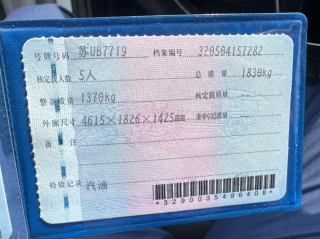 号牌号码 苏UB7719 档案编号 320504157282
核定载人数 5人 总质量 1830kg
整备质量 1370kg 核定载质量 --
外廓尺寸 4615×1826×1425mm 准牵引总质量 --
备注
检验记录 汽油
*3290035496408*